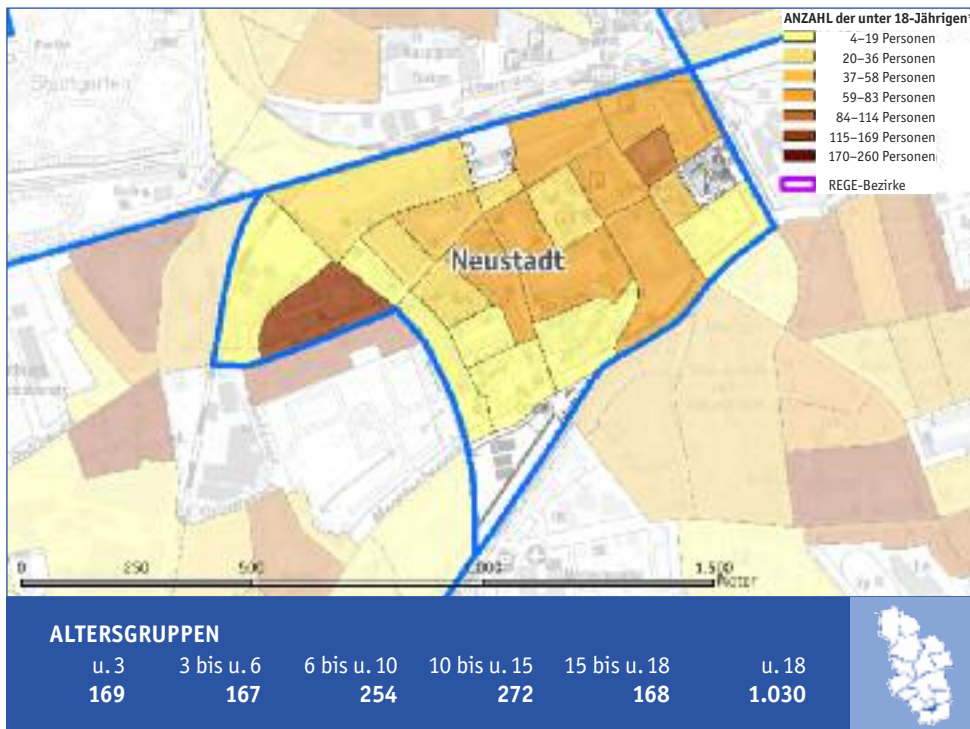 ANZAHL der unter 18-Jährigen*
4–19 Personen
20–36 Personen
37–58 Personen
59–83 Personen
84–114 Personen
115–169 Personen
170–260 Personen
REGE-Bezirke
Neustadt
0 250 500 1.000 1.500
Meter
ALTERSGRUPPEN
u. 3 3 bis u. 6 6 bis u. 10 10 bis u. 15 15 bis u. 18 u. 18
169 167 254 272 168 1.030